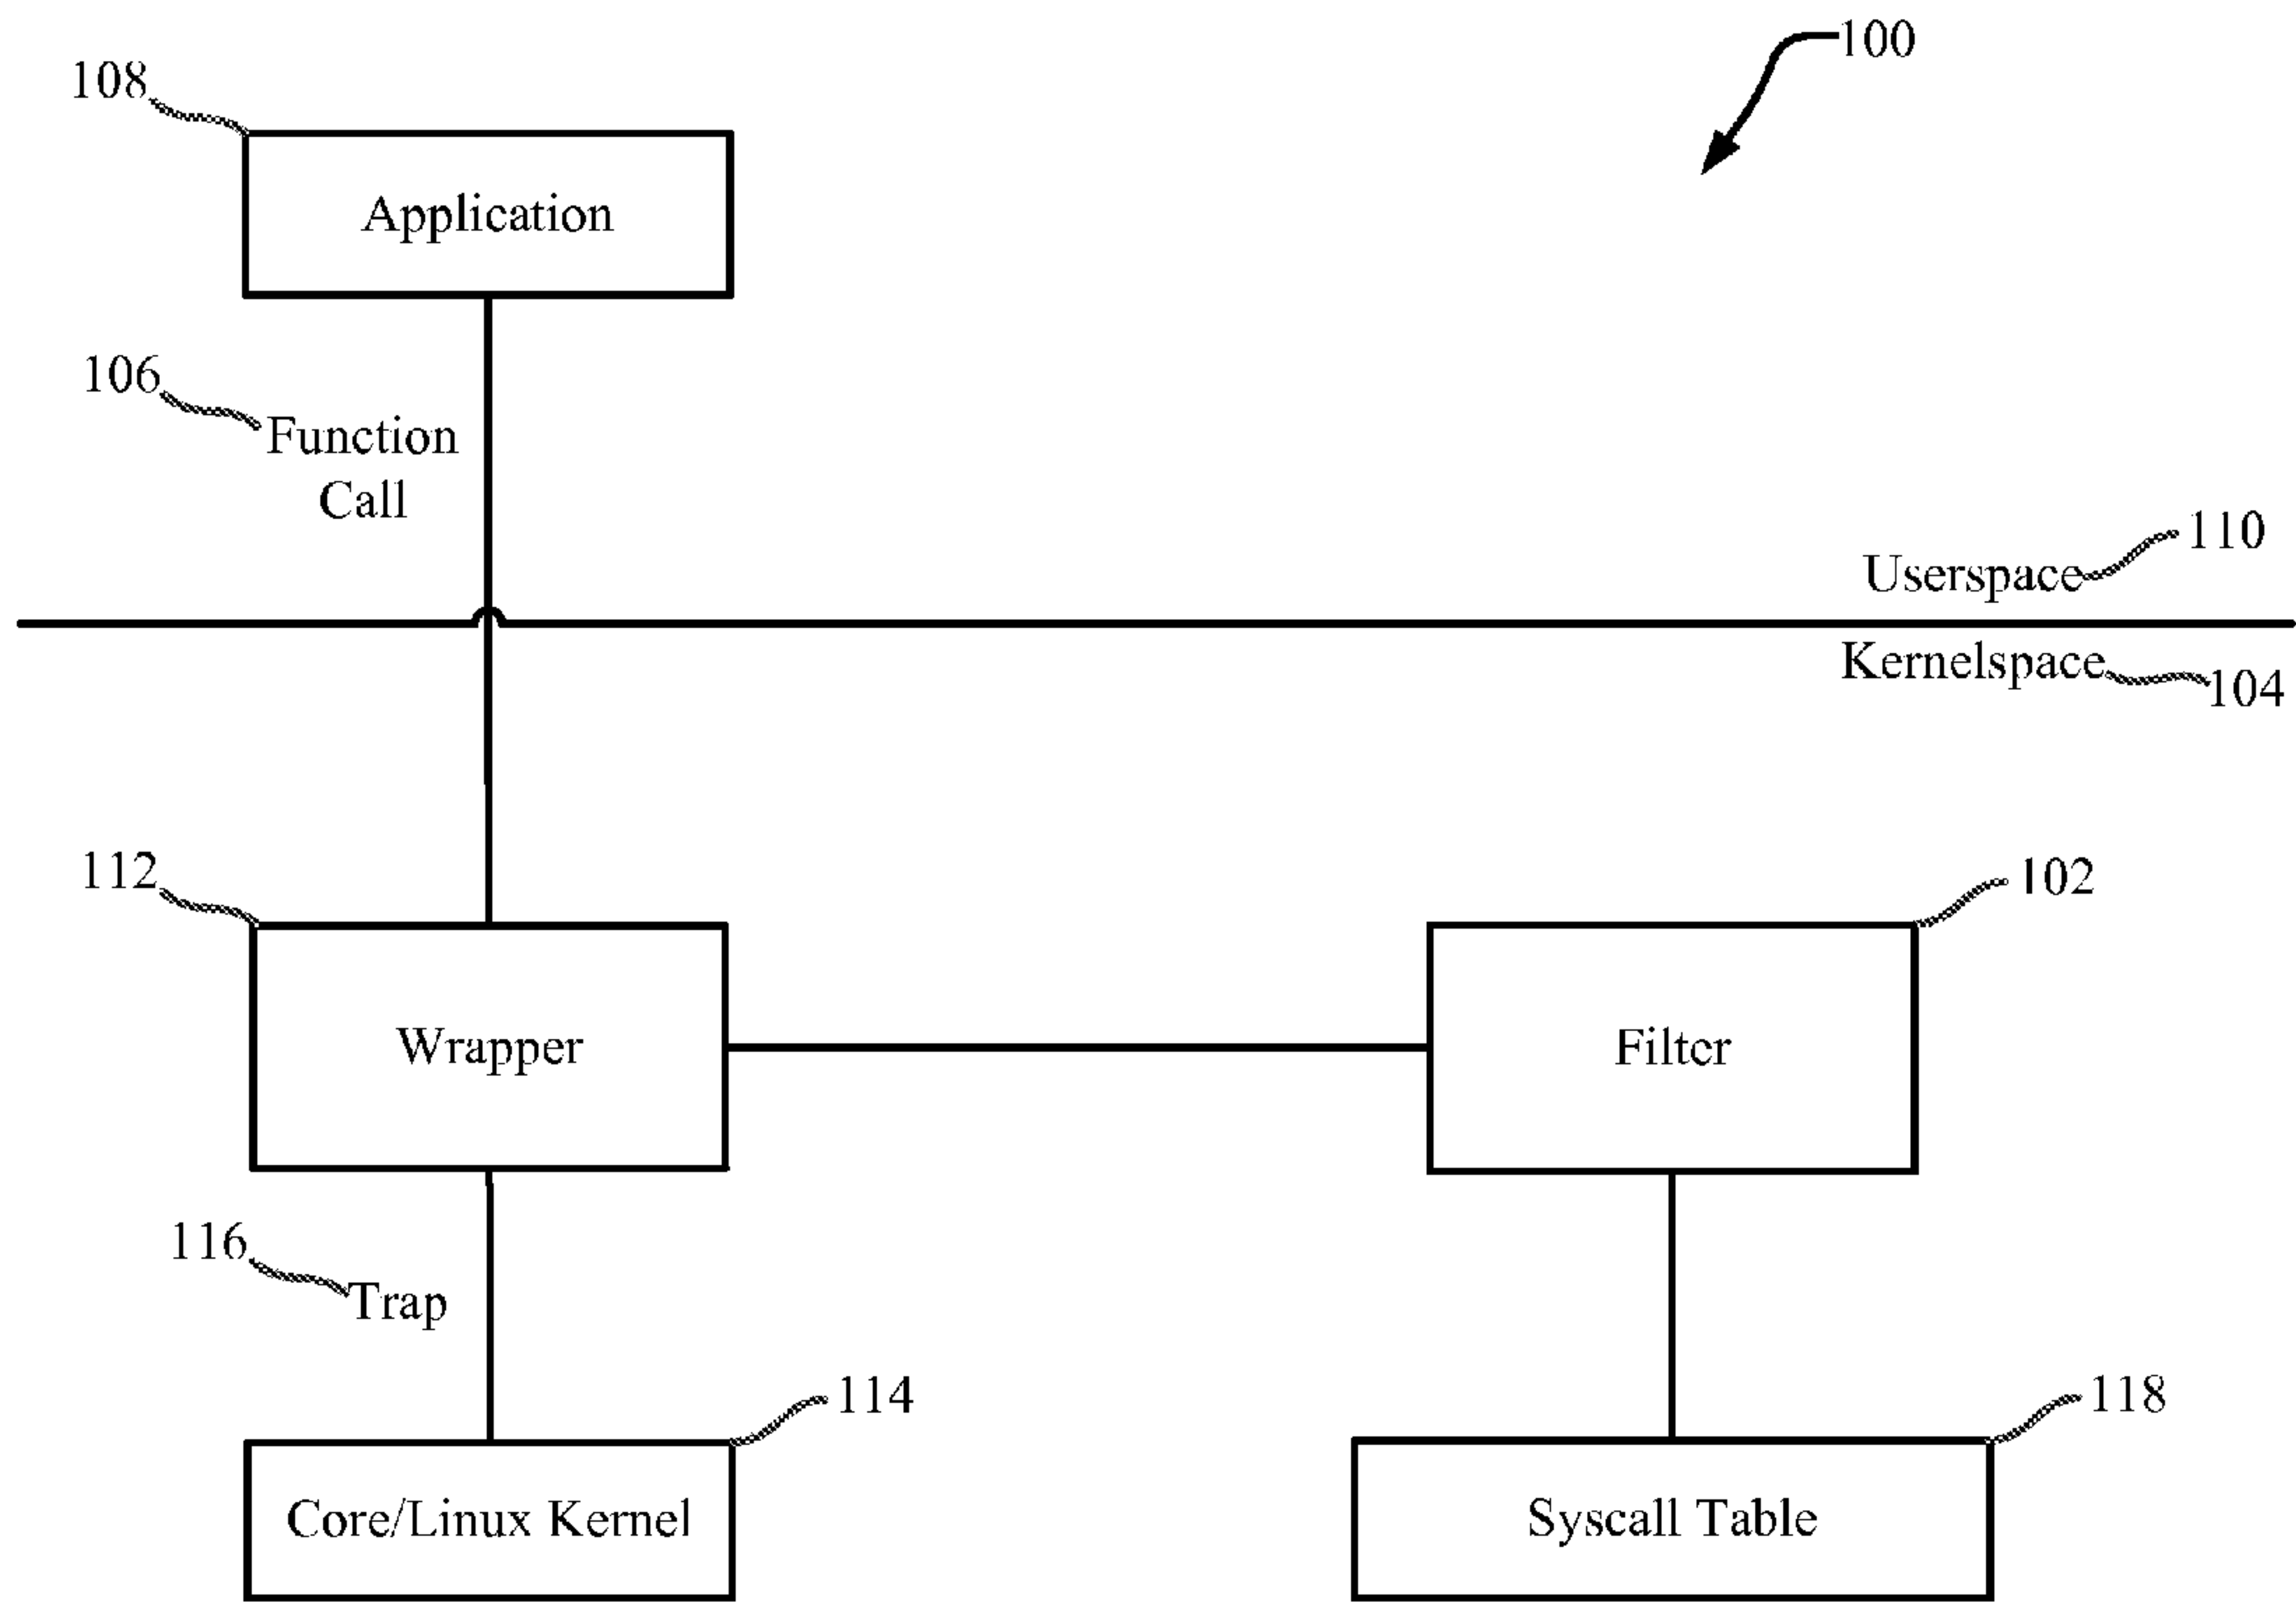 100
108
Application
106
Function
Call
110
Userspace
Kernelspace
104
112
102
Wrapper
Filter
116
Trap
114
118
Core/Linux Kernel
Syscall Table